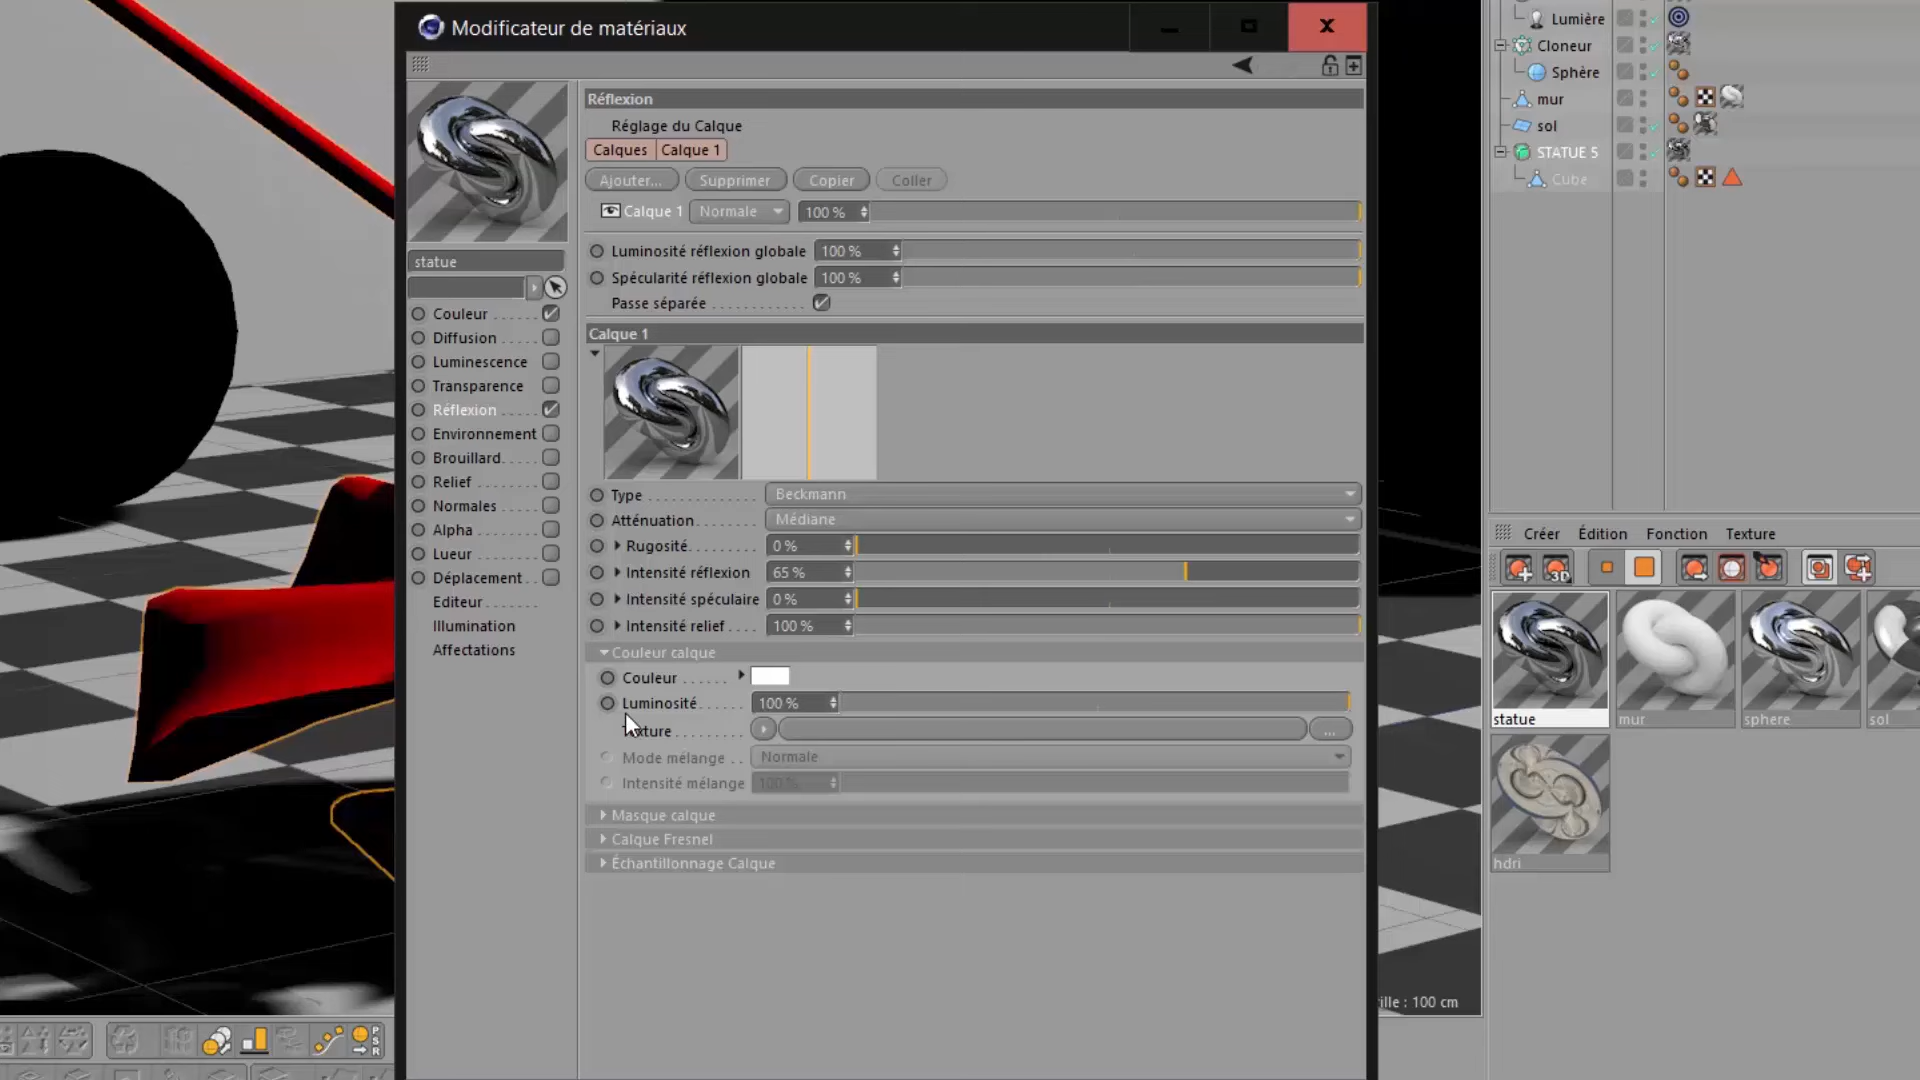 Modificateur de matériaux
Réflexion
Réglage du Calque
Calques Calque 1
Ajouter... Supprimer Copier Coller
Calque 1 Normale 100 %
Luminosité réflexion globale 100 %
Spécularité réflexion globale 100 %
Passe séparée
Calque 1
Type Beckmann
Atténuation Médiane
Rugosité 0 %
Intensité réflexion 65 %
Intensité spéculaire 0 %
Intensité relief 100 %
Couleur calque
Couleur
Luminosité 100 %
xture
Mode mélange Normale
Intensité mélange 100 %
Masque calque
Calque Fresnel
Échantillonnage Calque
statue
Couleur
Diffusion
Luminescence
Transparence
Réflexion
Environnement
Brouillard
Relief
Normales
Alpha
Lueur
Déplacement
Editeur
Illumination
Affectations
Lumière
Cloneur
Sphère
mur
sol
STATUE 5
Cube
Créer Édition Fonction Texture
3D
statue mur sphere sol
hdri
ille : 100 cm
P
S
R